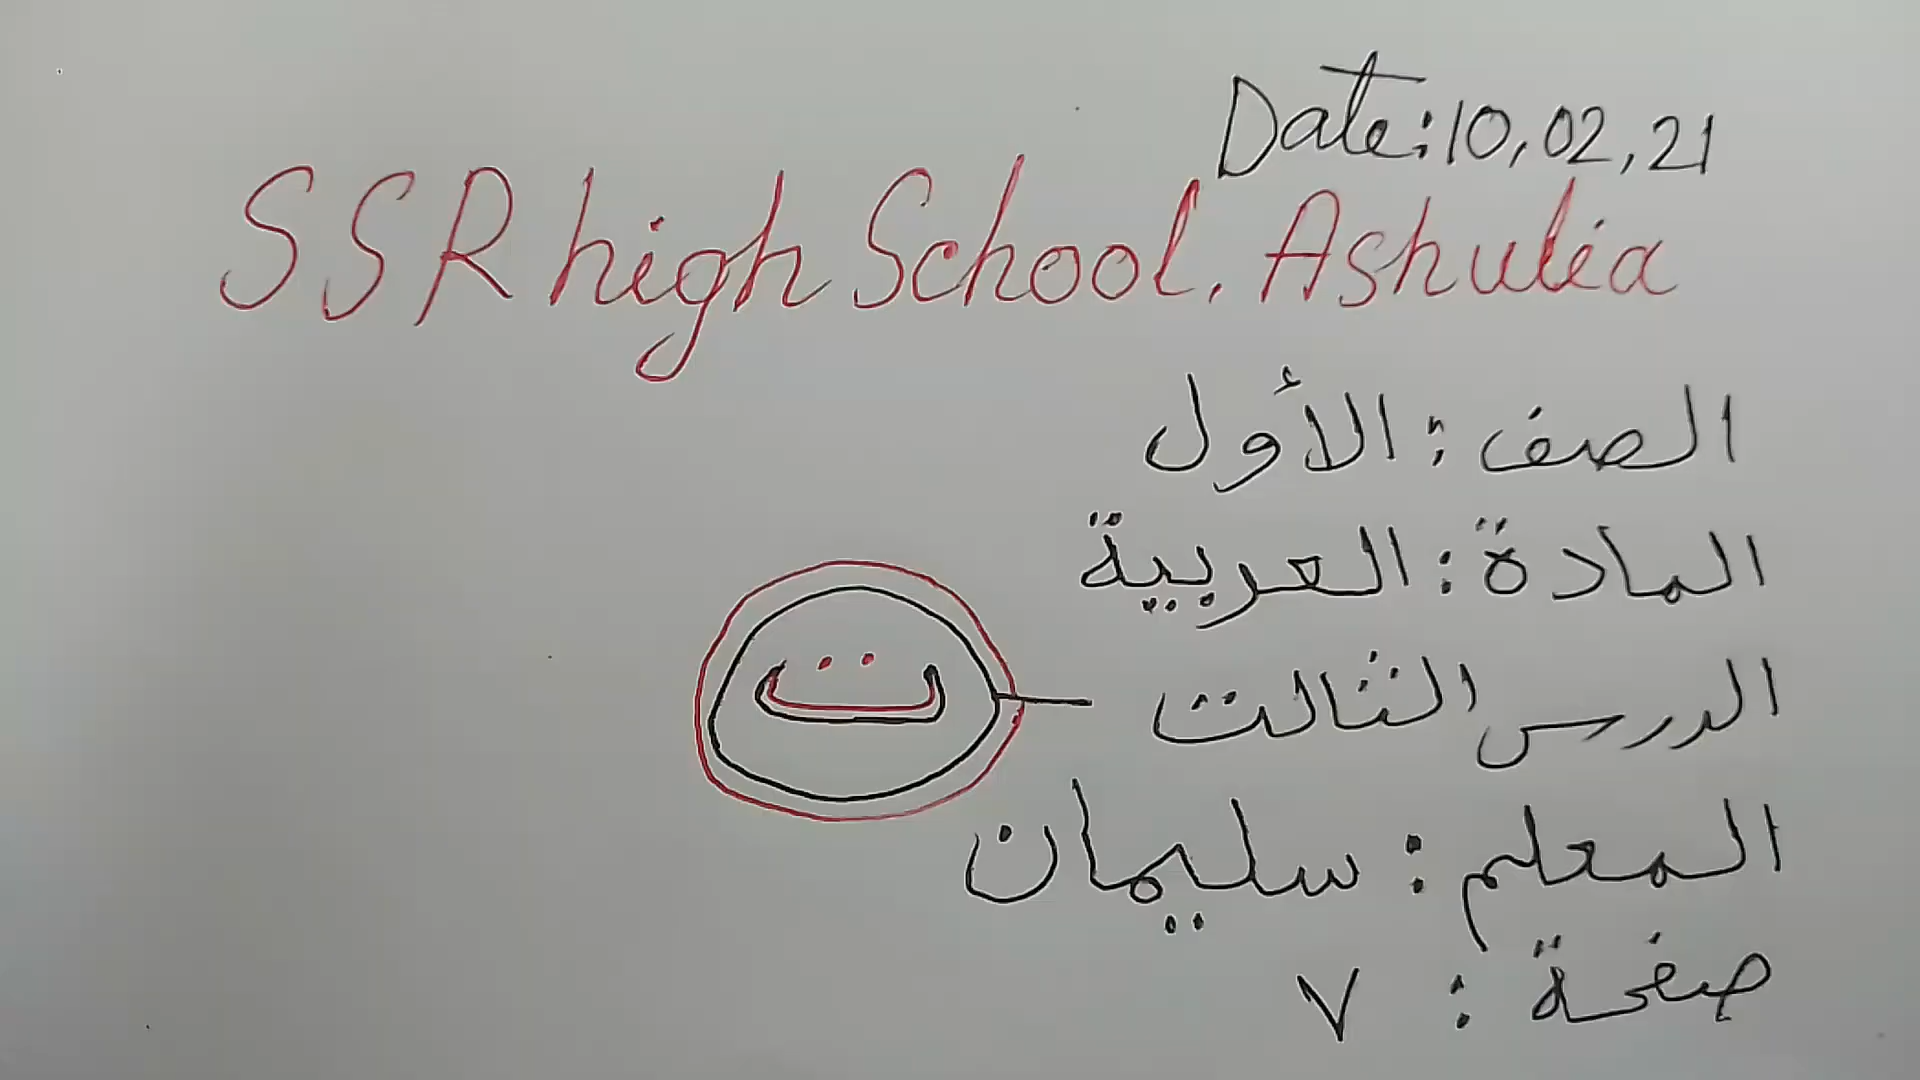 Date: 10,02,21
SSR high School, Ashulia
الصف : الأول
المادة : العربية
الدرس الثالث
ت
المعلم : سليمان
صفحة : ٧